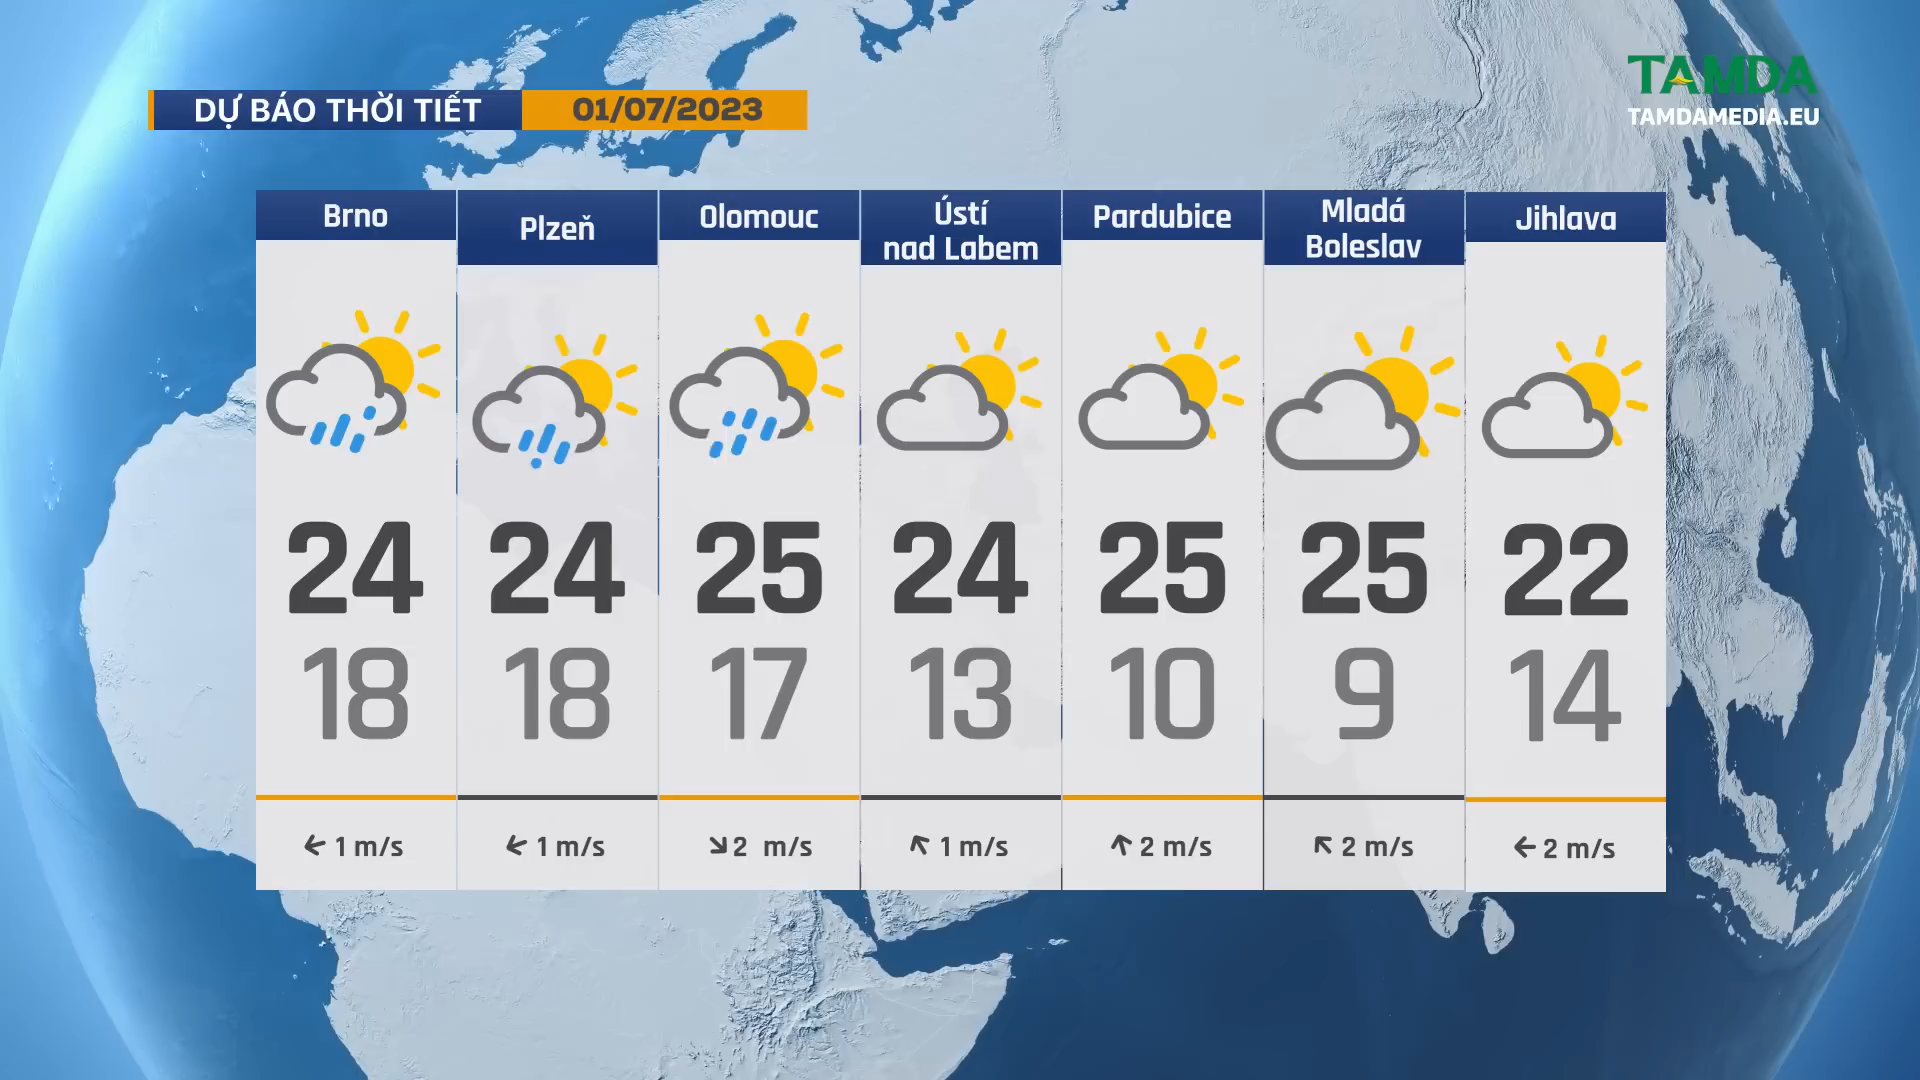 DỰ BÁO THỜI TIẾT 01/07/2023
TAMDA
TAMDAMEDIA.EU
Brno
24
18
1 m/s
Plzeň
24
18
1 m/s
Olomouc
25
17
2 m/s
Ústí
nad Labem
24
13
1 m/s
Pardubice
25
10
2 m/s
Mladá
Boleslav
25
9
2 m/s
Jihlava
22
14
2 m/s